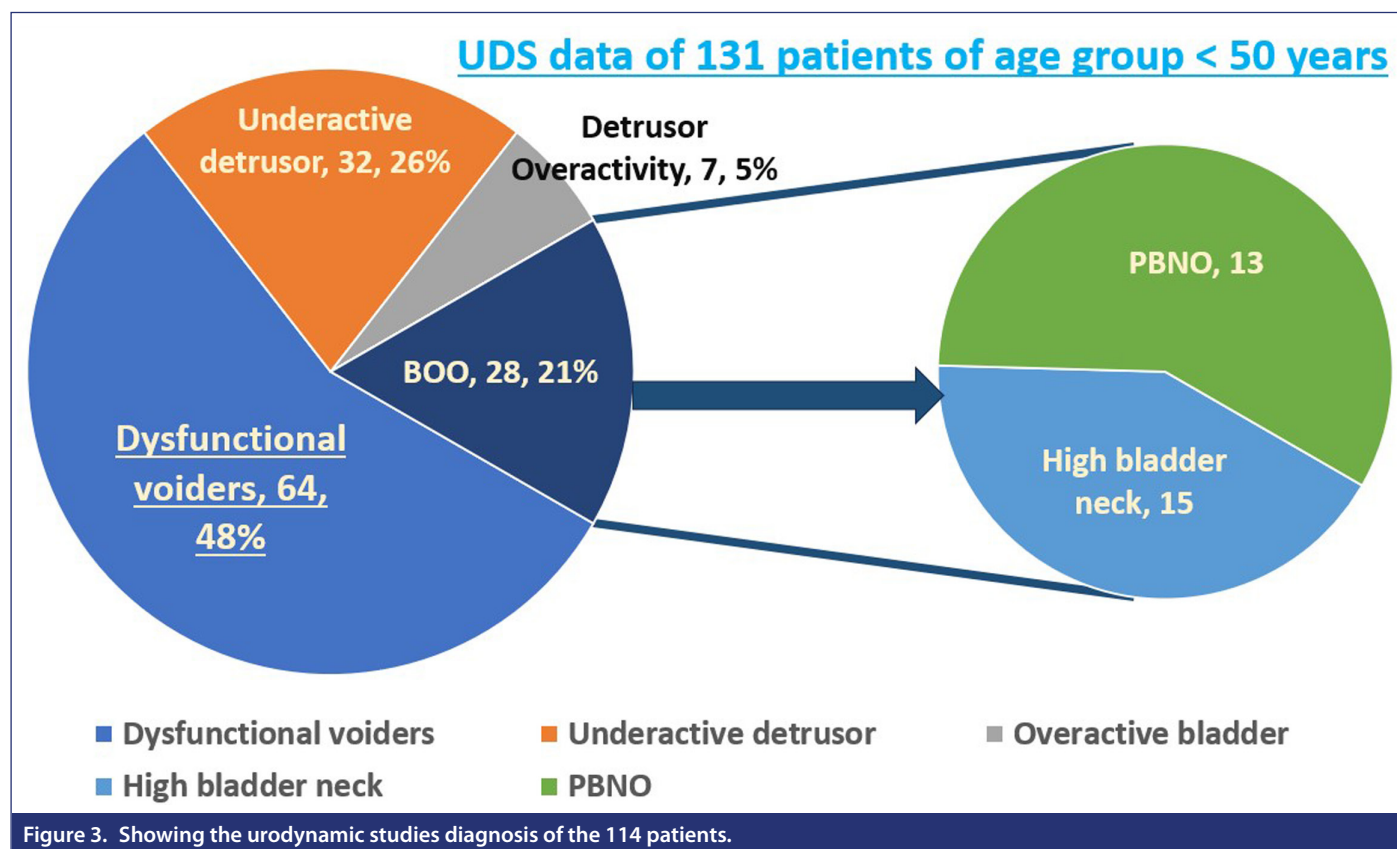 UDS data of 131 patients of age group < 50 years
Underactive
detrusor, 32, 26%
Detrusor
Overactivity, 7, 5%
BOO, 28, 21%
Dysfunctional
voiders, 64,
48%
PBNO, 13
High bladder
neck, 15
Dysfunctional voiders
Underactive detrusor
Overactive bladder
High bladder neck
PBNO
Figure 3. Showing the urodynamic studies diagnosis of the 114 patients.